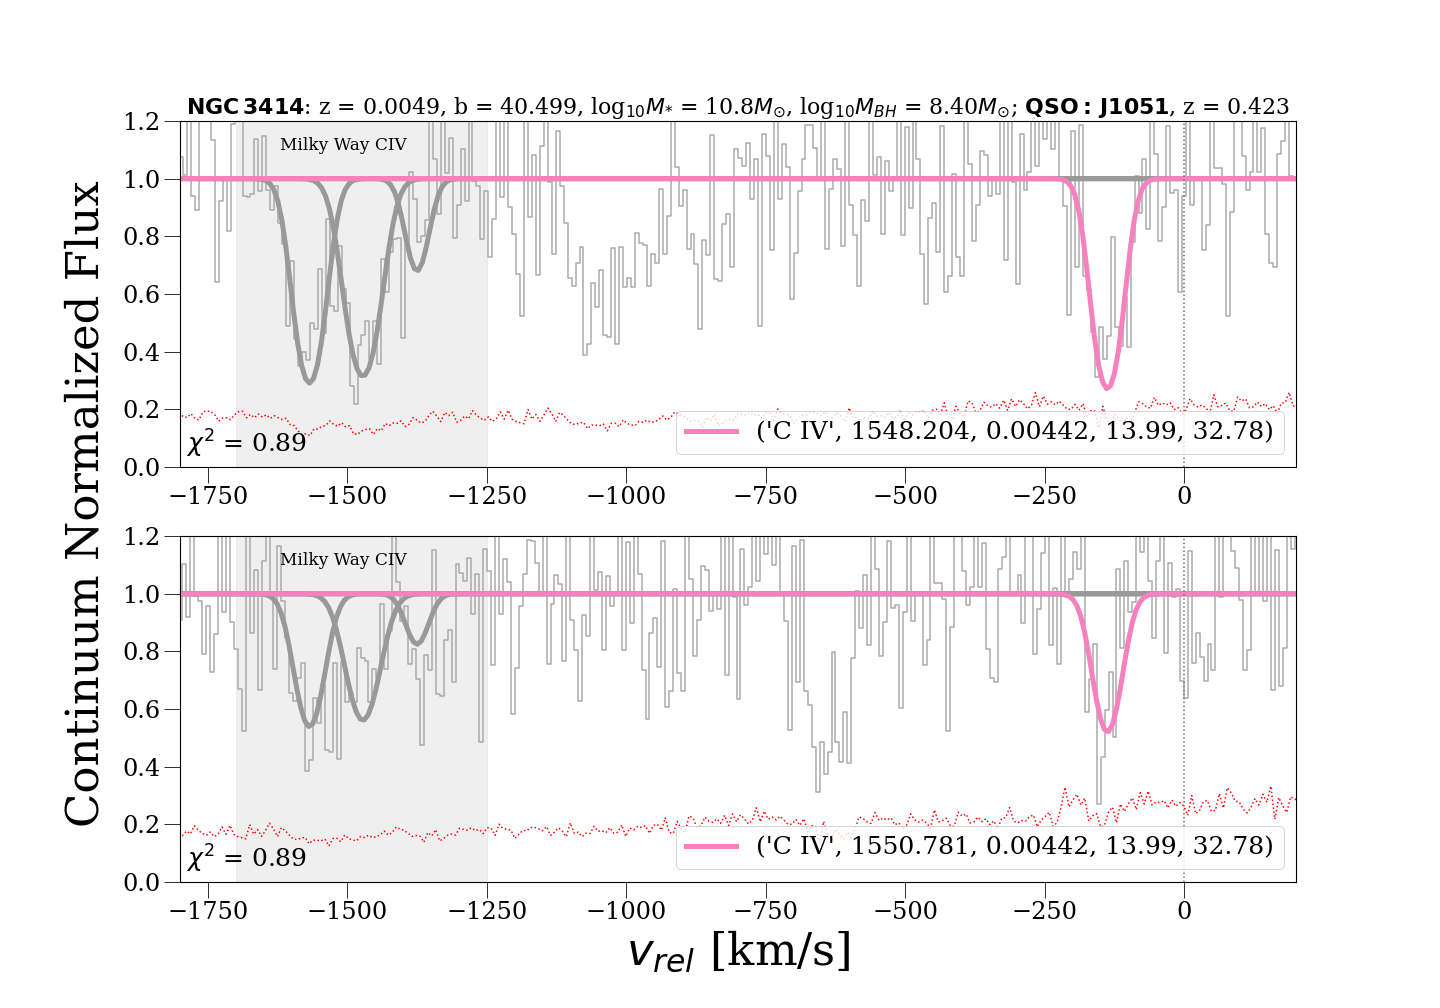 NGC 3414: z = 0.0049, b = 40.499, log₁₀M* = 10.8M⊙, log₁₀M_BH = 8.40M⊙; QSO : J1051, z = 0.423
Continuum Normalized Flux
1.2
1.0
0.8
0.6
0.4
0.2
0.0
Milky Way CIV
χ² = 0.89
('C IV', 1548.204, 0.00442, 13.99, 32.78)
−1750 −1500 −1250 −1000 −750 −500 −250 0
1.2
1.0
0.8
0.6
0.4
0.2
0.0
Milky Way CIV
χ² = 0.89
('C IV', 1550.781, 0.00442, 13.99, 32.78)
−1750 −1500 −1250 −1000 −750 −500 −250 0
v_rel [km/s]